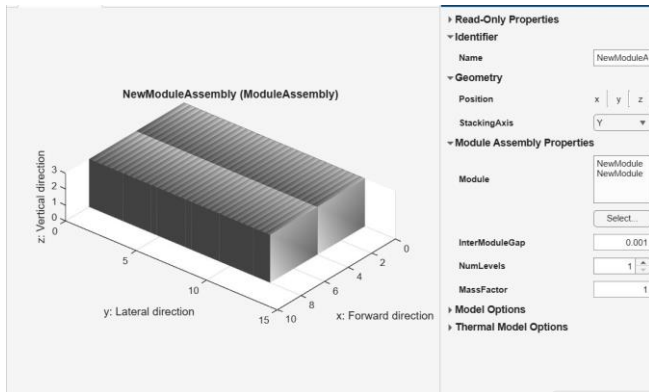 NewModuleAssembly (ModuleAssembly)
z: Vertical direction
3
2
1
0
0
5
10
15
y: Lateral direction
10
8
6
4
2
0
x: Forward direction
Read-Only Properties
Identifier
Name NewModuleA
Geometry
Position x y z
StackingAxis Y
Module Assembly Properties
Module
NewModule
NewModule
Select...
InterModuleGap 0.001
NumLevels 1
MassFactor 1
Model Options
Thermal Model Options